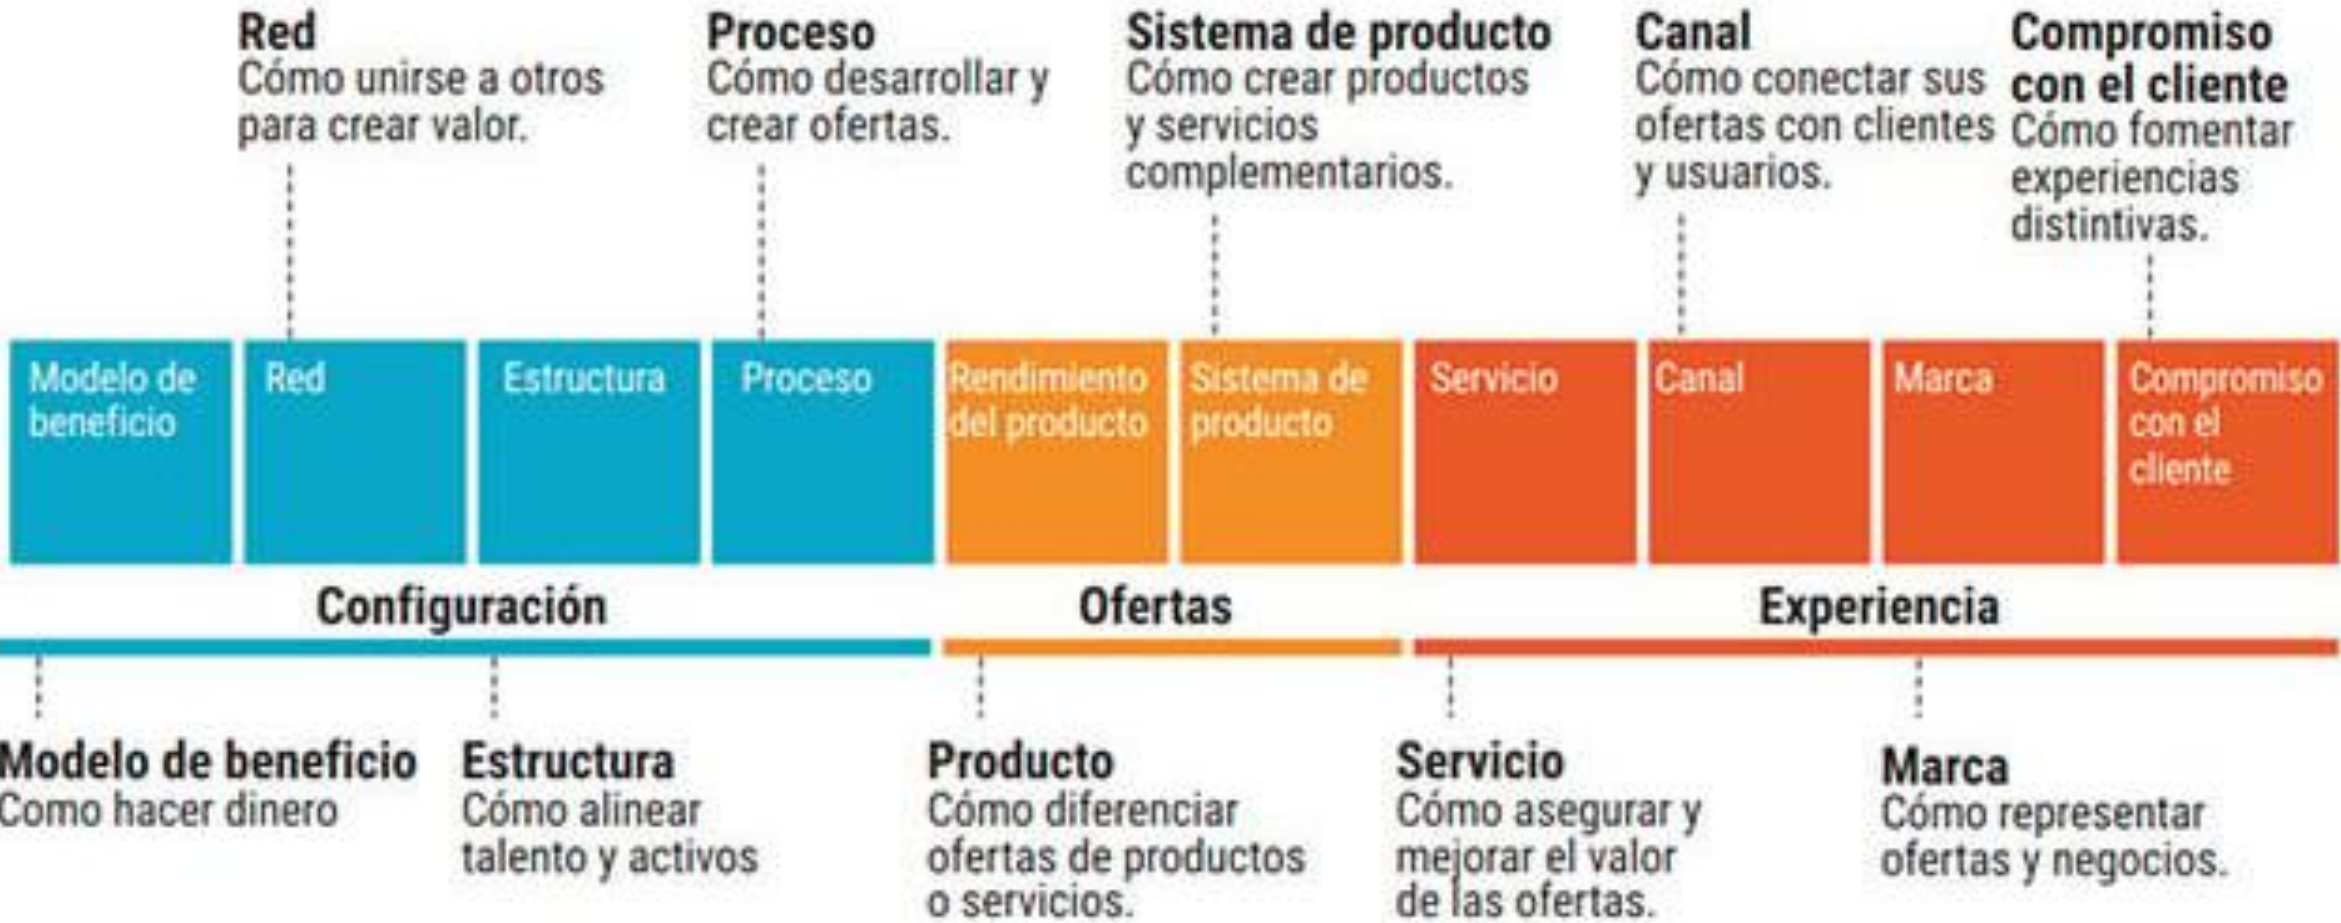 Red
Cómo unirse a otros
para crear valor.
Proceso
Cómo desarrollar y
crear ofertas.
Sistema de producto
Cómo crear productos
y servicios
complementarios.
Canal
Cómo conectar sus
ofertas con clientes
y usuarios.
Compromiso
con el cliente
Cómo fomentar
experiencias
distintivas.
Modelo de
beneficio
Red
Estructura
Proceso
Rendimiento
del producto
Sistema de
producto
Servicio
Canal
Marca
Compromiso
con el
cliente
Configuración
Ofertas
Experiencia
Modelo de beneficio
Como hacer dinero
Estructura
Cómo alinear
talento y activos
Producto
Cómo diferenciar
ofertas de productos
o servicios.
Servicio
Cómo asegurar y
mejorar el valor
de las ofertas.
Marca
Cómo representar
ofertas y negocios.